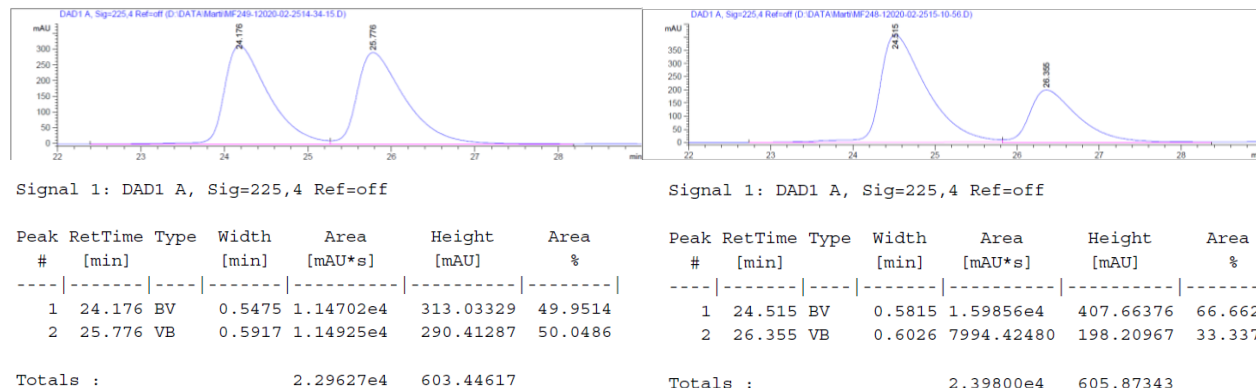 DAD1 A, Sig=225,4 Ref=off (D:\DATA\Marti\MF249-12020-02-2514-34-15.D)
mAU
300
250
200
150
100
50
0
24.176
25.776
22 23 24 25 26 27 28 min
Signal 1: DAD1 A, Sig=225,4 Ref=off
Peak RetTime Type Width Area Height Area
# [min] [min] [mAU*s] [mAU] %
----|-------|----|-------|----------|----------|--------|
1 24.176 BV 0.5475 1.14702e4 313.03329 49.9514
2 25.776 VB 0.5917 1.14925e4 290.41287 50.0486
Totals : 2.29627e4 603.44617
DAD1 A, Sig=225,4 Ref=off (D:\DATA\Marti\MF248-12020-02-2515-10-56.D)
mAU
350
300
250
200
150
100
50
0
24.515
26.355
22 23 24 25 26 27 28
Signal 1: DAD1 A, Sig=225,4 Ref=off
Peak RetTime Type Width Area Height Area
# [min] [min] [mAU*s] [mAU] %
----|-------|----|-------|----------|----------|-------
1 24.515 BV 0.5815 1.59856e4 407.66376 66.662
2 26.355 VB 0.6026 7994.42480 198.20967 33.337
Totals : 2.39800e4 605.87343